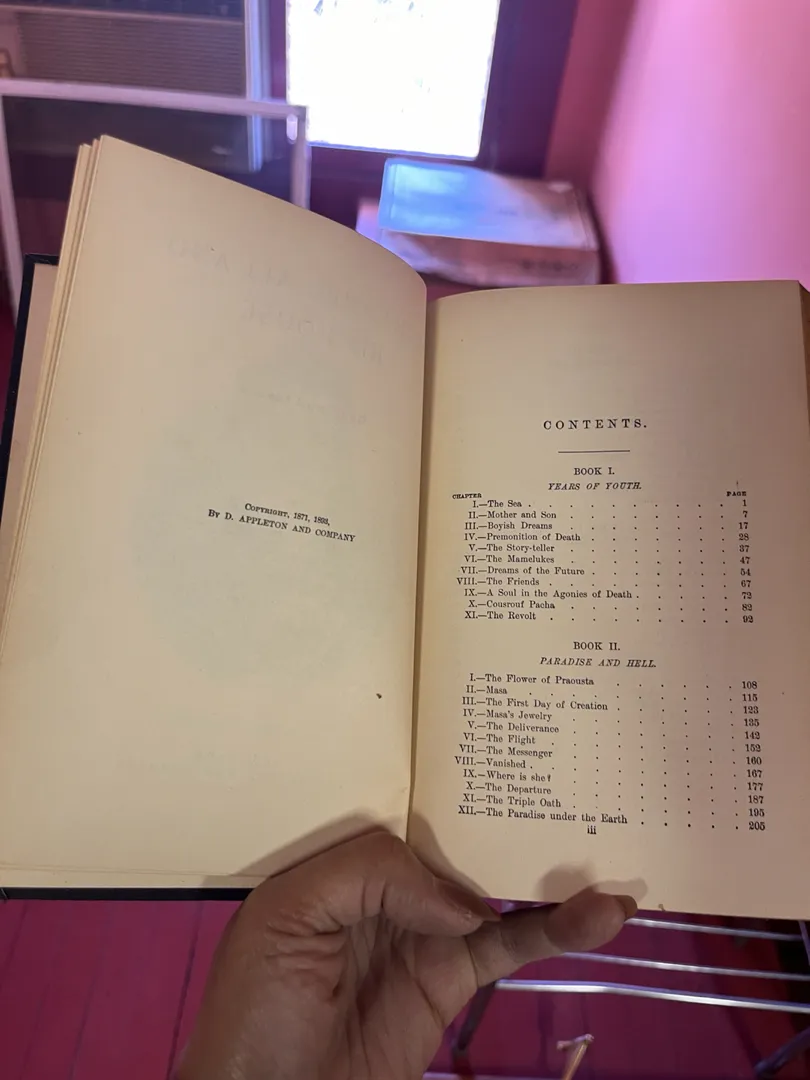 COPYRIGHT, 1871, 1893,
BY D. APPLETON AND COMPANY
CONTENTS.
BOOK I.
YEARS OF YOUTH.
CHAPTER PAGE
I.—The Sea . . . . . . . . . . 1
II.—Mother and Son . . . . . . . . 7
III.—Boyish Dreams . . . . . . . . 17
IV.—Premonition of Death . . . . . . . 28
V.—The Story-teller . . . . . . . . 37
VI.—The Mamelukes . . . . . . . . 47
VII.—Dreams of the Future . . . . . . . 54
VIII.—The Friends . . . . . . . . . 67
IX.—A Soul in the Agonies of Death . . . . . 72
X.—Cousrouf Pacha . . . . . . . . 82
XI.—The Revolt . . . . . . . . . 92
BOOK II.
PARADISE AND HELL.
I.—The Flower of Praousta . . . . . . 108
II.—Masa . . . . . . . . . 115
III.—The First Day of Creation . . . . . . 123
IV.—Masa's Jewelry . . . . . . . 135
V.—The Deliverance . . . . . . . 142
VI.—The Flight . . . . . . . . 152
VII.—The Messenger . . . . . . . 160
VIII.—Vanished . . . . . . . . . 167
IX.—Where is she? . . . . . . . 177
X.—The Departure . . . . . . . 187
XI.—The Triple Oath . . . . . . . 195
XII.—The Paradise under the Earth . . . . . 205
iii